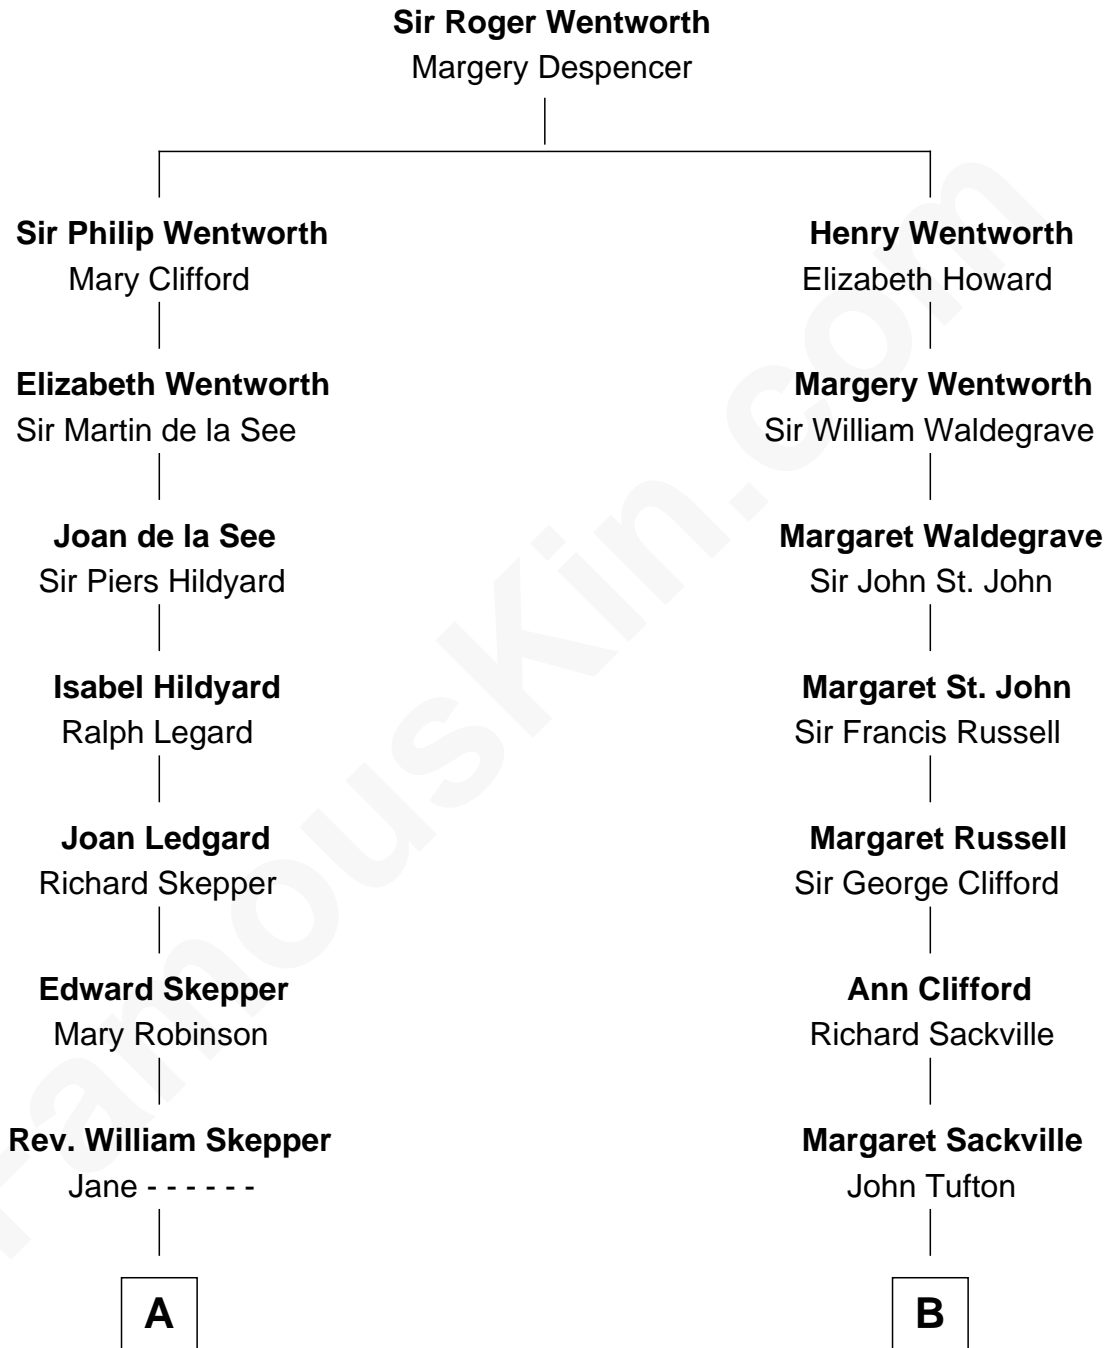 Sir Roger Wentworth
Margery Despencer
Sir Philip Wentworth
Mary Clifford
Henry Wentworth
Elizabeth Howard
Elizabeth Wentworth
Sir Martin de la See
Margery Wentworth
Sir William Waldegrave
Joan de la See
Sir Piers Hildyard
Margaret Waldegrave
Sir John St. John
Isabel Hildyard
Ralph Legard
Margaret St. John
Sir Francis Russell
Joan Ledgard
Richard Skepper
Margaret Russell
Sir George Clifford
Edward Skepper
Mary Robinson
Ann Clifford
Richard Sackville
Rev. William Skepper
Jane - - - - - -
Margaret Sackville
John Tufton
A
B
FamousKin.com